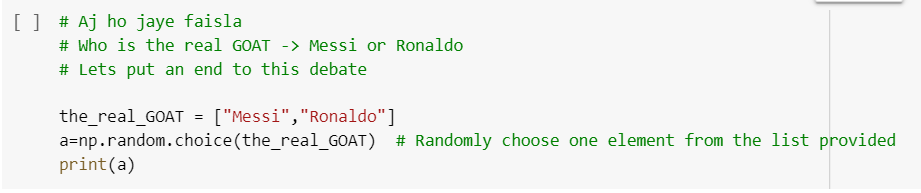 [ ] # Aj ho jaye faisla
# Who is the real GOAT -> Messi or Ronaldo
# Lets put an end to this debate
the_real_GOAT = ["Messi","Ronaldo"]
a=np.random.choice(the_real_GOAT)  # Randomly choose one element from the list provided
print(a)